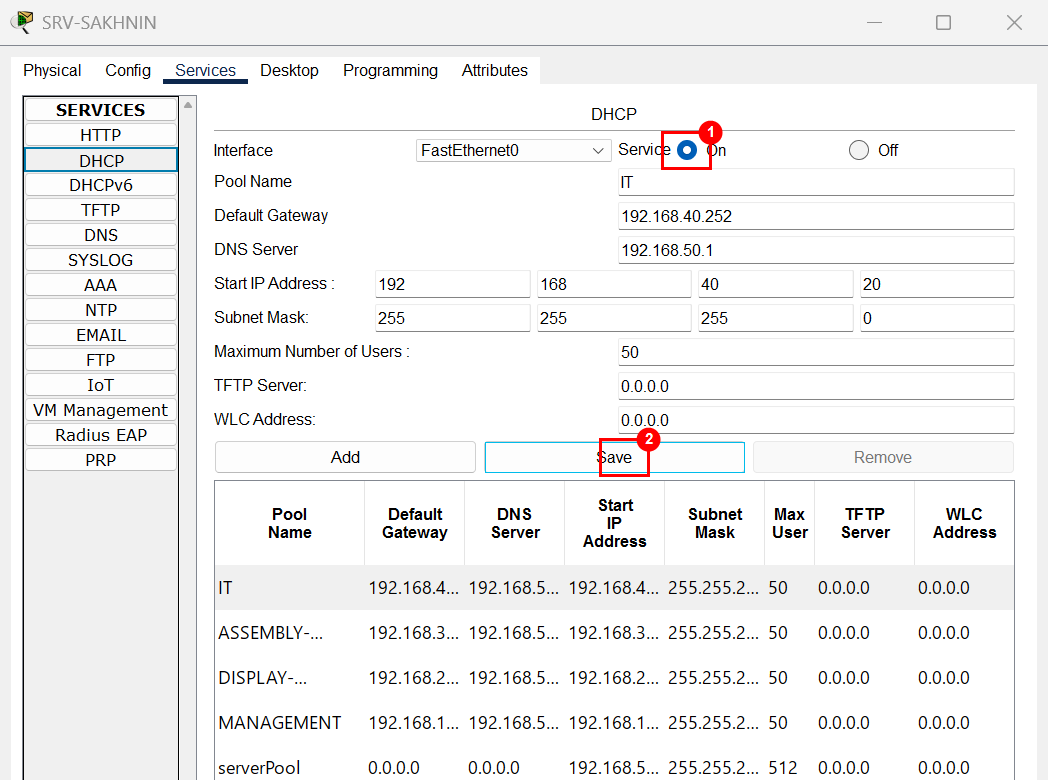 SRV-SAKHNIN
Physical Config Services Desktop Programming Attributes
SERVICES
HTTP
DHCP
DHCPv6
TFTP
DNS
SYSLOG
AAA
NTP
EMAIL
FTP
IoT
VM Management
Radius EAP
PRP
DHCP
Interface FastEthernet0 Service 1 On Off
Pool Name IT
Default Gateway 192.168.40.252
DNS Server 192.168.50.1
Start IP Address : 192 168 40 20
Subnet Mask: 255 255 255 0
Maximum Number of Users : 50
TFTP Server: 0.0.0.0
WLC Address: 0.0.0.0
Add Save 2 Remove
Pool Name Default Gateway DNS Server Start IP Address Subnet Mask Max User TFTP Server WLC Address
IT 192.168.4... 192.168.5... 192.168.4... 255.255.2... 50 0.0.0.0 0.0.0.0
ASSEMBLY-... 192.168.3... 192.168.5... 192.168.3... 255.255.2... 50 0.0.0.0 0.0.0.0
DISPLAY-... 192.168.2... 192.168.5... 192.168.2... 255.255.2... 50 0.0.0.0 0.0.0.0
MANAGEMENT 192.168.1... 192.168.5... 192.168.1... 255.255.2... 50 0.0.0.0 0.0.0.0
serverPool 0.0.0.0 0.0.0.0 192.168.5... 255.255.2... 512 0.0.0.0 0.0.0.0